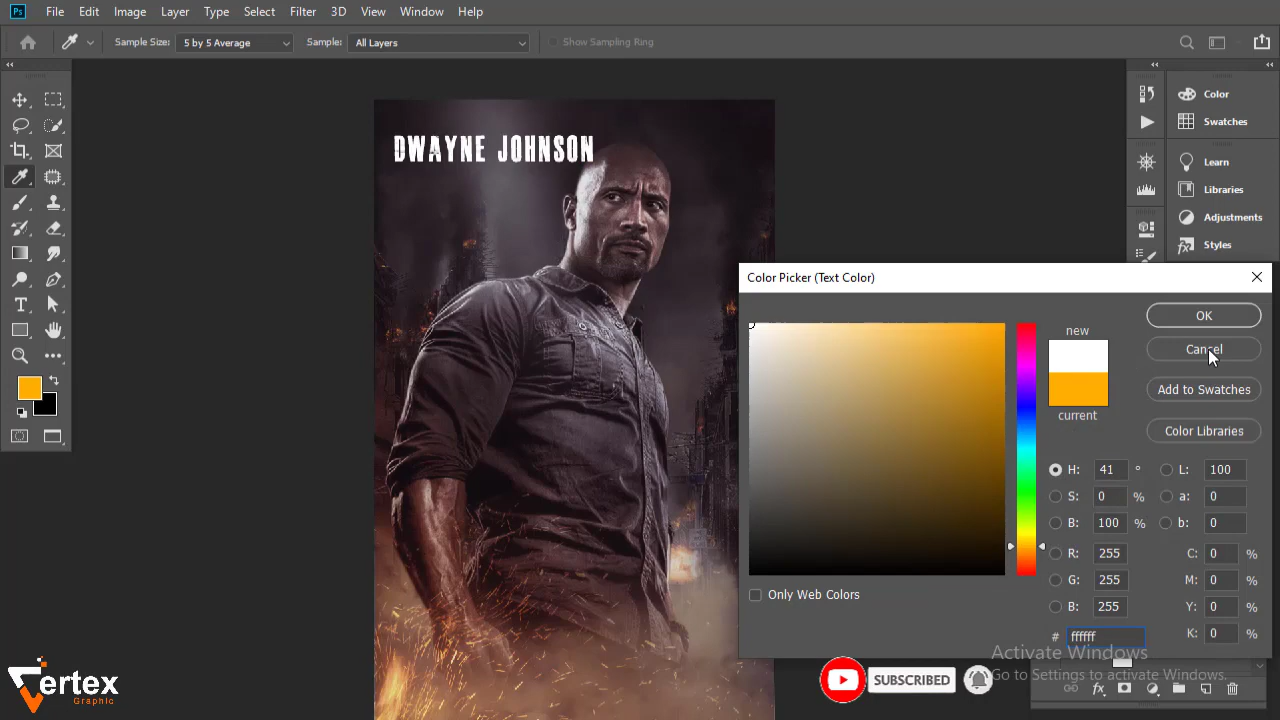 Ps File Edit Image Layer Type Select Filter 3D View Window Help
Sample Size: 5 by 5 Average Sample: All Layers Show Sampling Ring
Color
Swatches
Learn
Libraries
Adjustments
Styles
DWAYNE JOHNSON
Color Picker (Text Color)
new
current
OK
Cancel
Add to Swatches
Color Libraries
H: 41 ° L: 100
S: 0 % a: 0
B: 100 % b: 0
R: 255 C: 0 %
G: 255 M: 0 %
B: 255 Y: 0 %
# ffffff K: 0 %
Only Web Colors
Activate Windows
Go to Settings to activate Windows.
SUBSCRIBED
fx
Vertex
Graphic